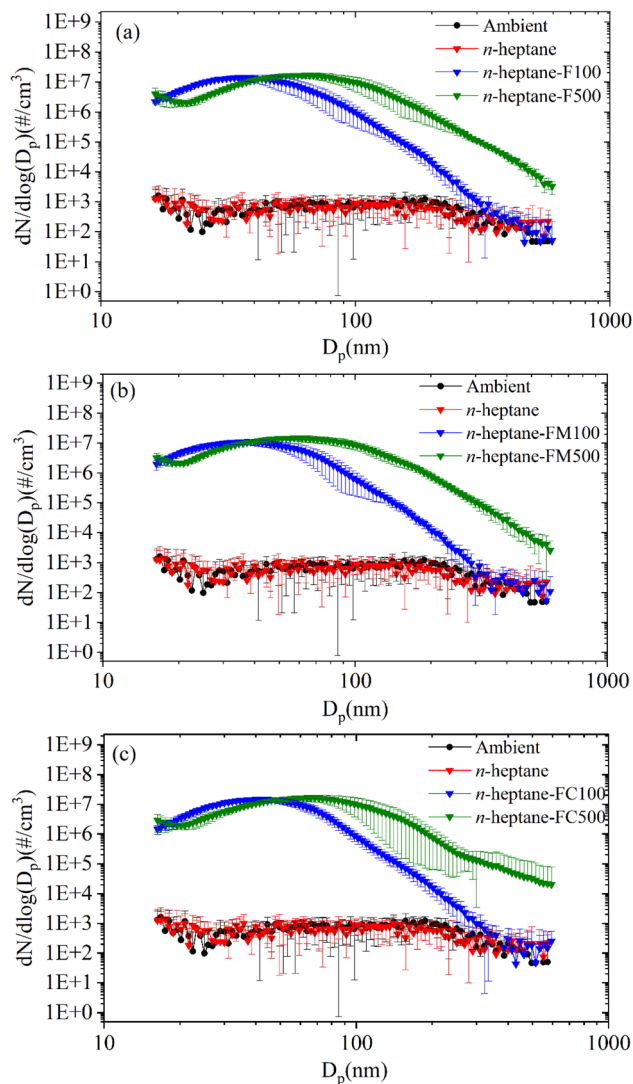 (a)
Ambient
n-heptane
n-heptane-F100
n-heptane-F500
dN/dlog(Dp)(#/cm3)
1E+9
1E+8
1E+7
1E+6
1E+5
1E+4
1E+3
1E+2
1E+1
1E+0
10
100
1000
Dp(nm)
(b)
Ambient
n-heptane
n-heptane-FM100
n-heptane-FM500
dN/dlog(Dp)(#/cm3)
1E+9
1E+8
1E+7
1E+6
1E+5
1E+4
1E+3
1E+2
1E+1
1E+0
10
100
1000
Dp(nm)
(c)
Ambient
n-heptane
n-heptane-FC100
n-heptane-FC500
dN/dlog(Dp)(#/cm3)
1E+9
1E+8
1E+7
1E+6
1E+5
1E+4
1E+3
1E+2
1E+1
1E+0
10
100
1000
Dp(nm)